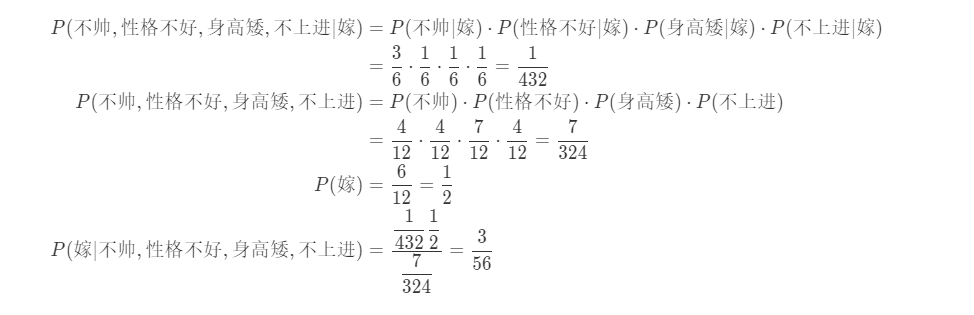 P(不帅, 性格不好, 身高矮, 不上进|嫁) = P(不帅|嫁) · P(性格不好|嫁) · P(身高矮|嫁) · P(不上进|嫁)
= 3/6 · 1/6 · 1/6 · 1/6 = 1/432
P(不帅, 性格不好, 身高矮, 不上进) = P(不帅) · P(性格不好) · P(身高矮) · P(不上进)
= 4/12 · 4/12 · 7/12 · 4/12 = 7/324
P(嫁) = 6/12 = 1/2
P(嫁|不帅, 性格不好, 身高矮, 不上进) = (1/432 1/2)/(7/324) = 3/56